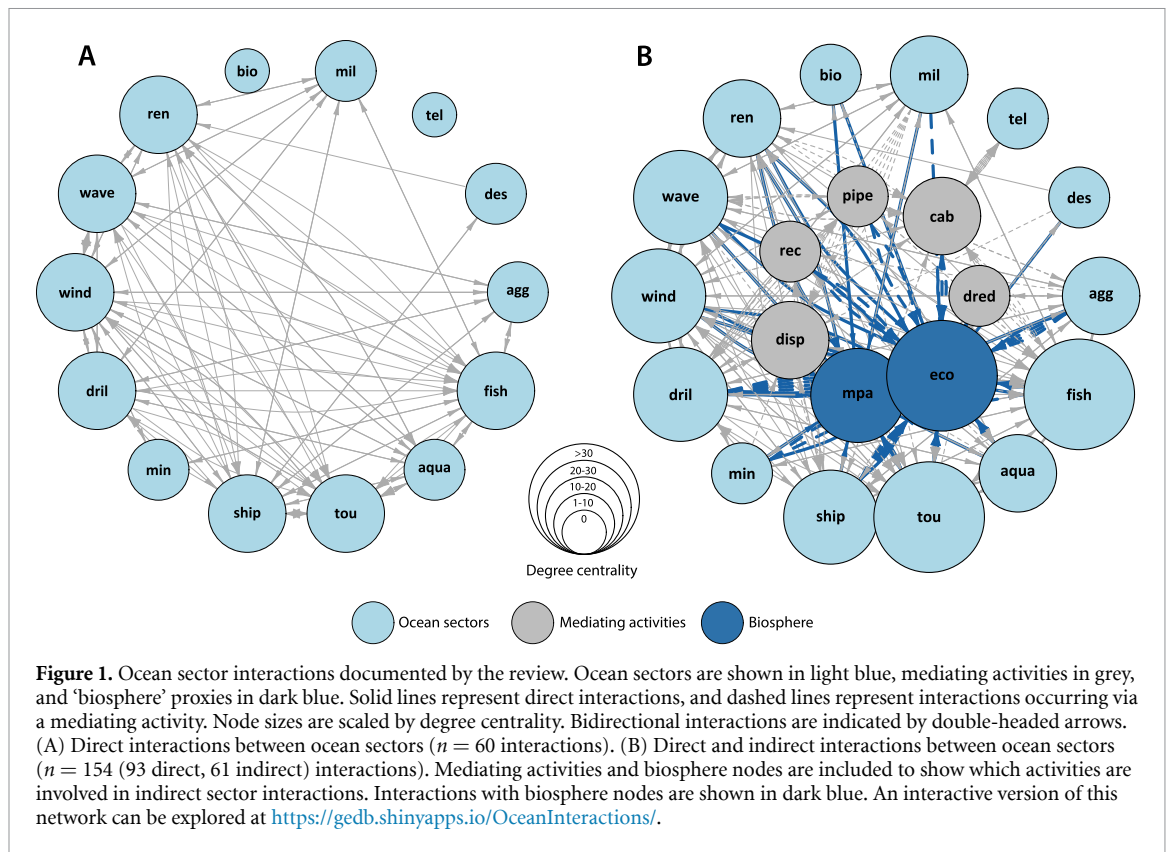 A
bio
mil
ren
tel
wave
des
wind
agg
dril
fish
min
aqua
ship
tou
B
bio
mil
ren
tel
pipe
wave
cab
des
rec
wind
dred
agg
disp
eco
dril
mpa
fish
min
aqua
ship
tou
>30
20-30
10-20
1-10
0
Degree centrality
Ocean sectors
Mediating activities
Biosphere
Figure 1. Ocean sector interactions documented by the review. Ocean sectors are shown in light blue, mediating activities in grey,
and ‘biosphere’ proxies in dark blue. Solid lines represent direct interactions, and dashed lines represent interactions occurring via
a mediating activity. Node sizes are scaled by degree centrality. Bidirectional interactions are indicated by double-headed arrows.
(A) Direct interactions between ocean sectors (n = 60 interactions). (B) Direct and indirect interactions between ocean sectors
(n = 154 (93 direct, 61 indirect) interactions). Mediating activities and biosphere nodes are included to show which activities are
involved in indirect sector interactions. Interactions with biosphere nodes are shown in dark blue. An interactive version of this
network can be explored at https://gedb.shinyapps.io/OceanInteractions/.